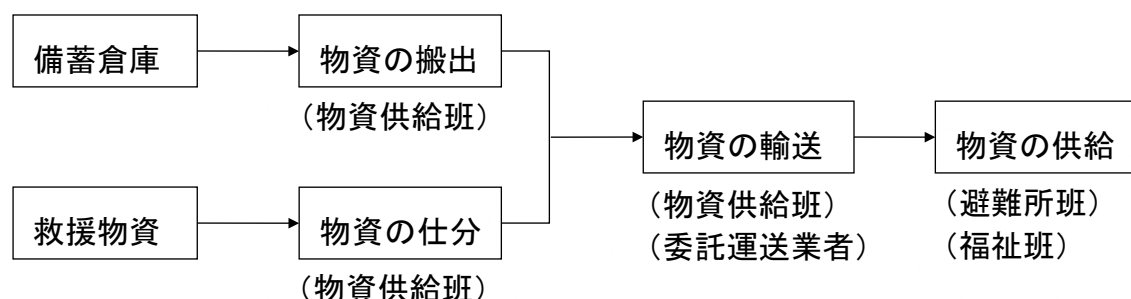 備蓄倉庫
物資の搬出
（物資供給班）
救援物資
物資の仕分
（物資供給班）
物資の輸送
（物資供給班）
（委託運送業者）
物資の供給
（避難所班）
（福祉班）